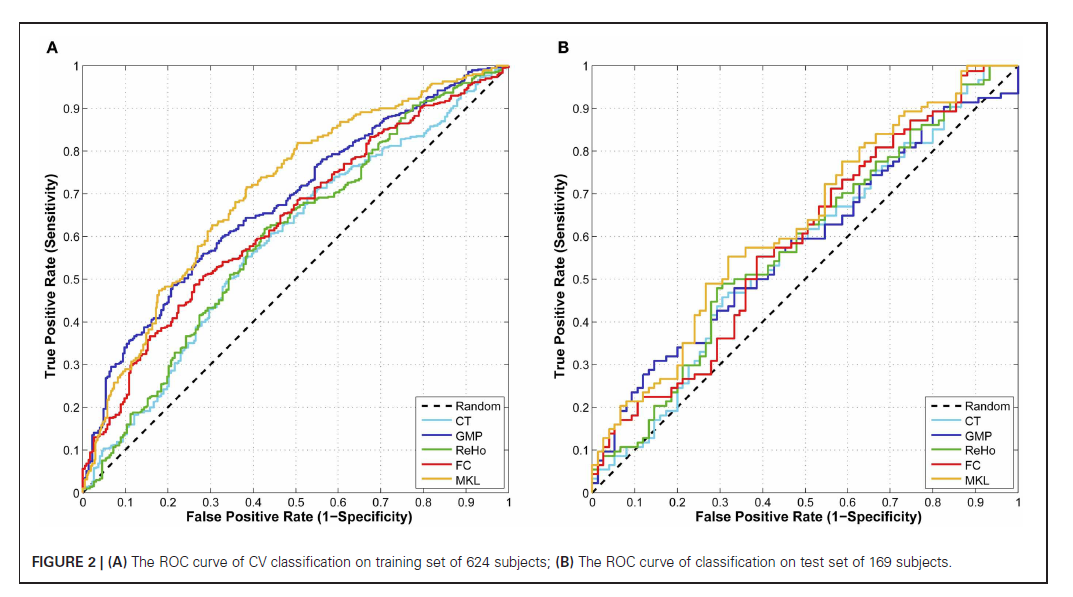 A
B
True Positive Rate (Sensitivity)
1
0.9
0.8
0.7
0.6
0.5
0.4
0.3
0.2
0.1
0
0 0.1 0.2 0.3 0.4 0.5 0.6 0.7 0.8 0.9 1
False Positive Rate (1−Specificity)
Random
CT
GMP
ReHo
FC
MKL
True Positive Rate (Sensitivity)
1
0.9
0.8
0.7
0.6
0.5
0.4
0.3
0.2
0.1
0
0 0.1 0.2 0.3 0.4 0.5 0.6 0.7 0.8 0.9 1
False Positive Rate (1−Specificity)
Random
CT
GMP
ReHo
FC
MKL
FIGURE 2 | (A) The ROC curve of CV classification on training set of 624 subjects; (B) The ROC curve of classification on test set of 169 subjects.